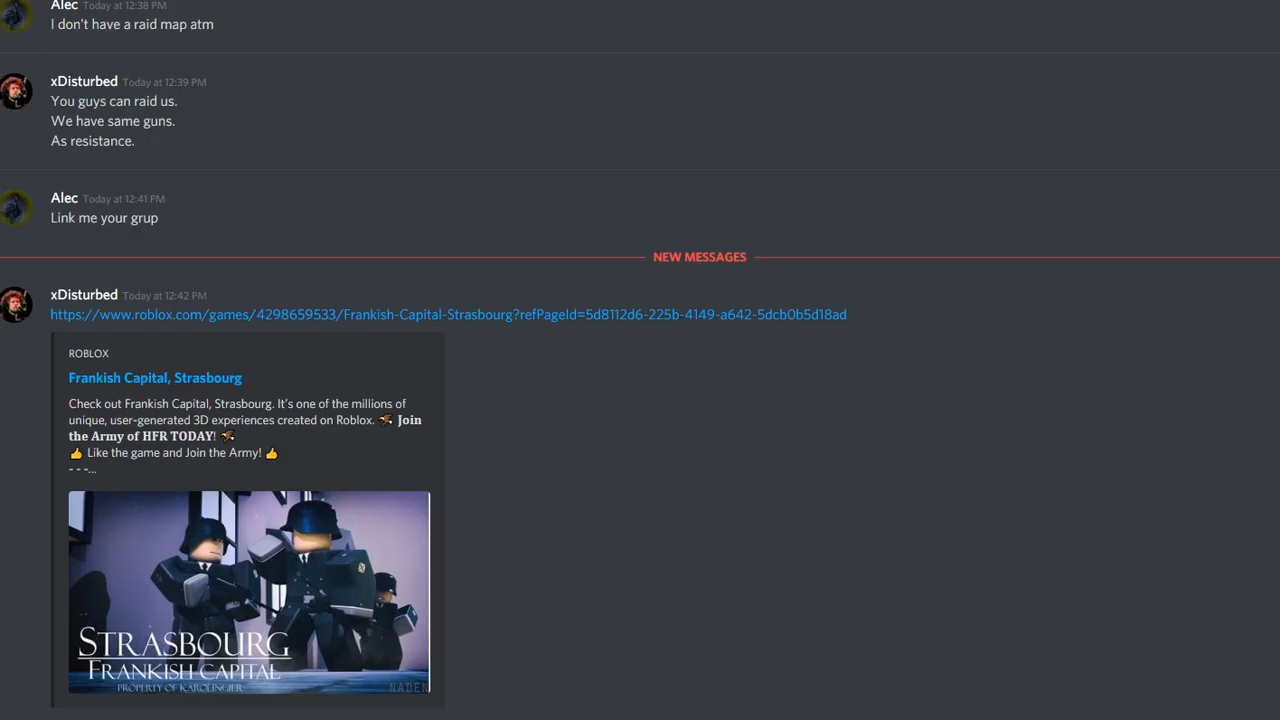 Alec Today at 12:38 PM
I don't have a raid map atm
xDisturbed Today at 12:39 PM
You guys can raid us.
We have same guns.
As resistance.
Alec Today at 12:41 PM
Link me your grup
NEW MESSAGES
xDisturbed Today at 12:42 PM
https://www.roblox.com/games/4298659533/Frankish-Capital-Strasbourg?refPageId=5d8112d6-225b-4149-a642-5dcb0b5d18ad
ROBLOX
Frankish Capital, Strasbourg
Check out Frankish Capital, Strasbourg. It's one of the millions of
unique, user-generated 3D experiences created on Roblox. 🦅 Join
the Army of HFR TODAY! 🦅
👍 Like the game and Join the Army! 👍
- - -...
STRASBOURG
FRANKISH CAPITAL
PROPERTY OF KAROLINGIER
NADEN